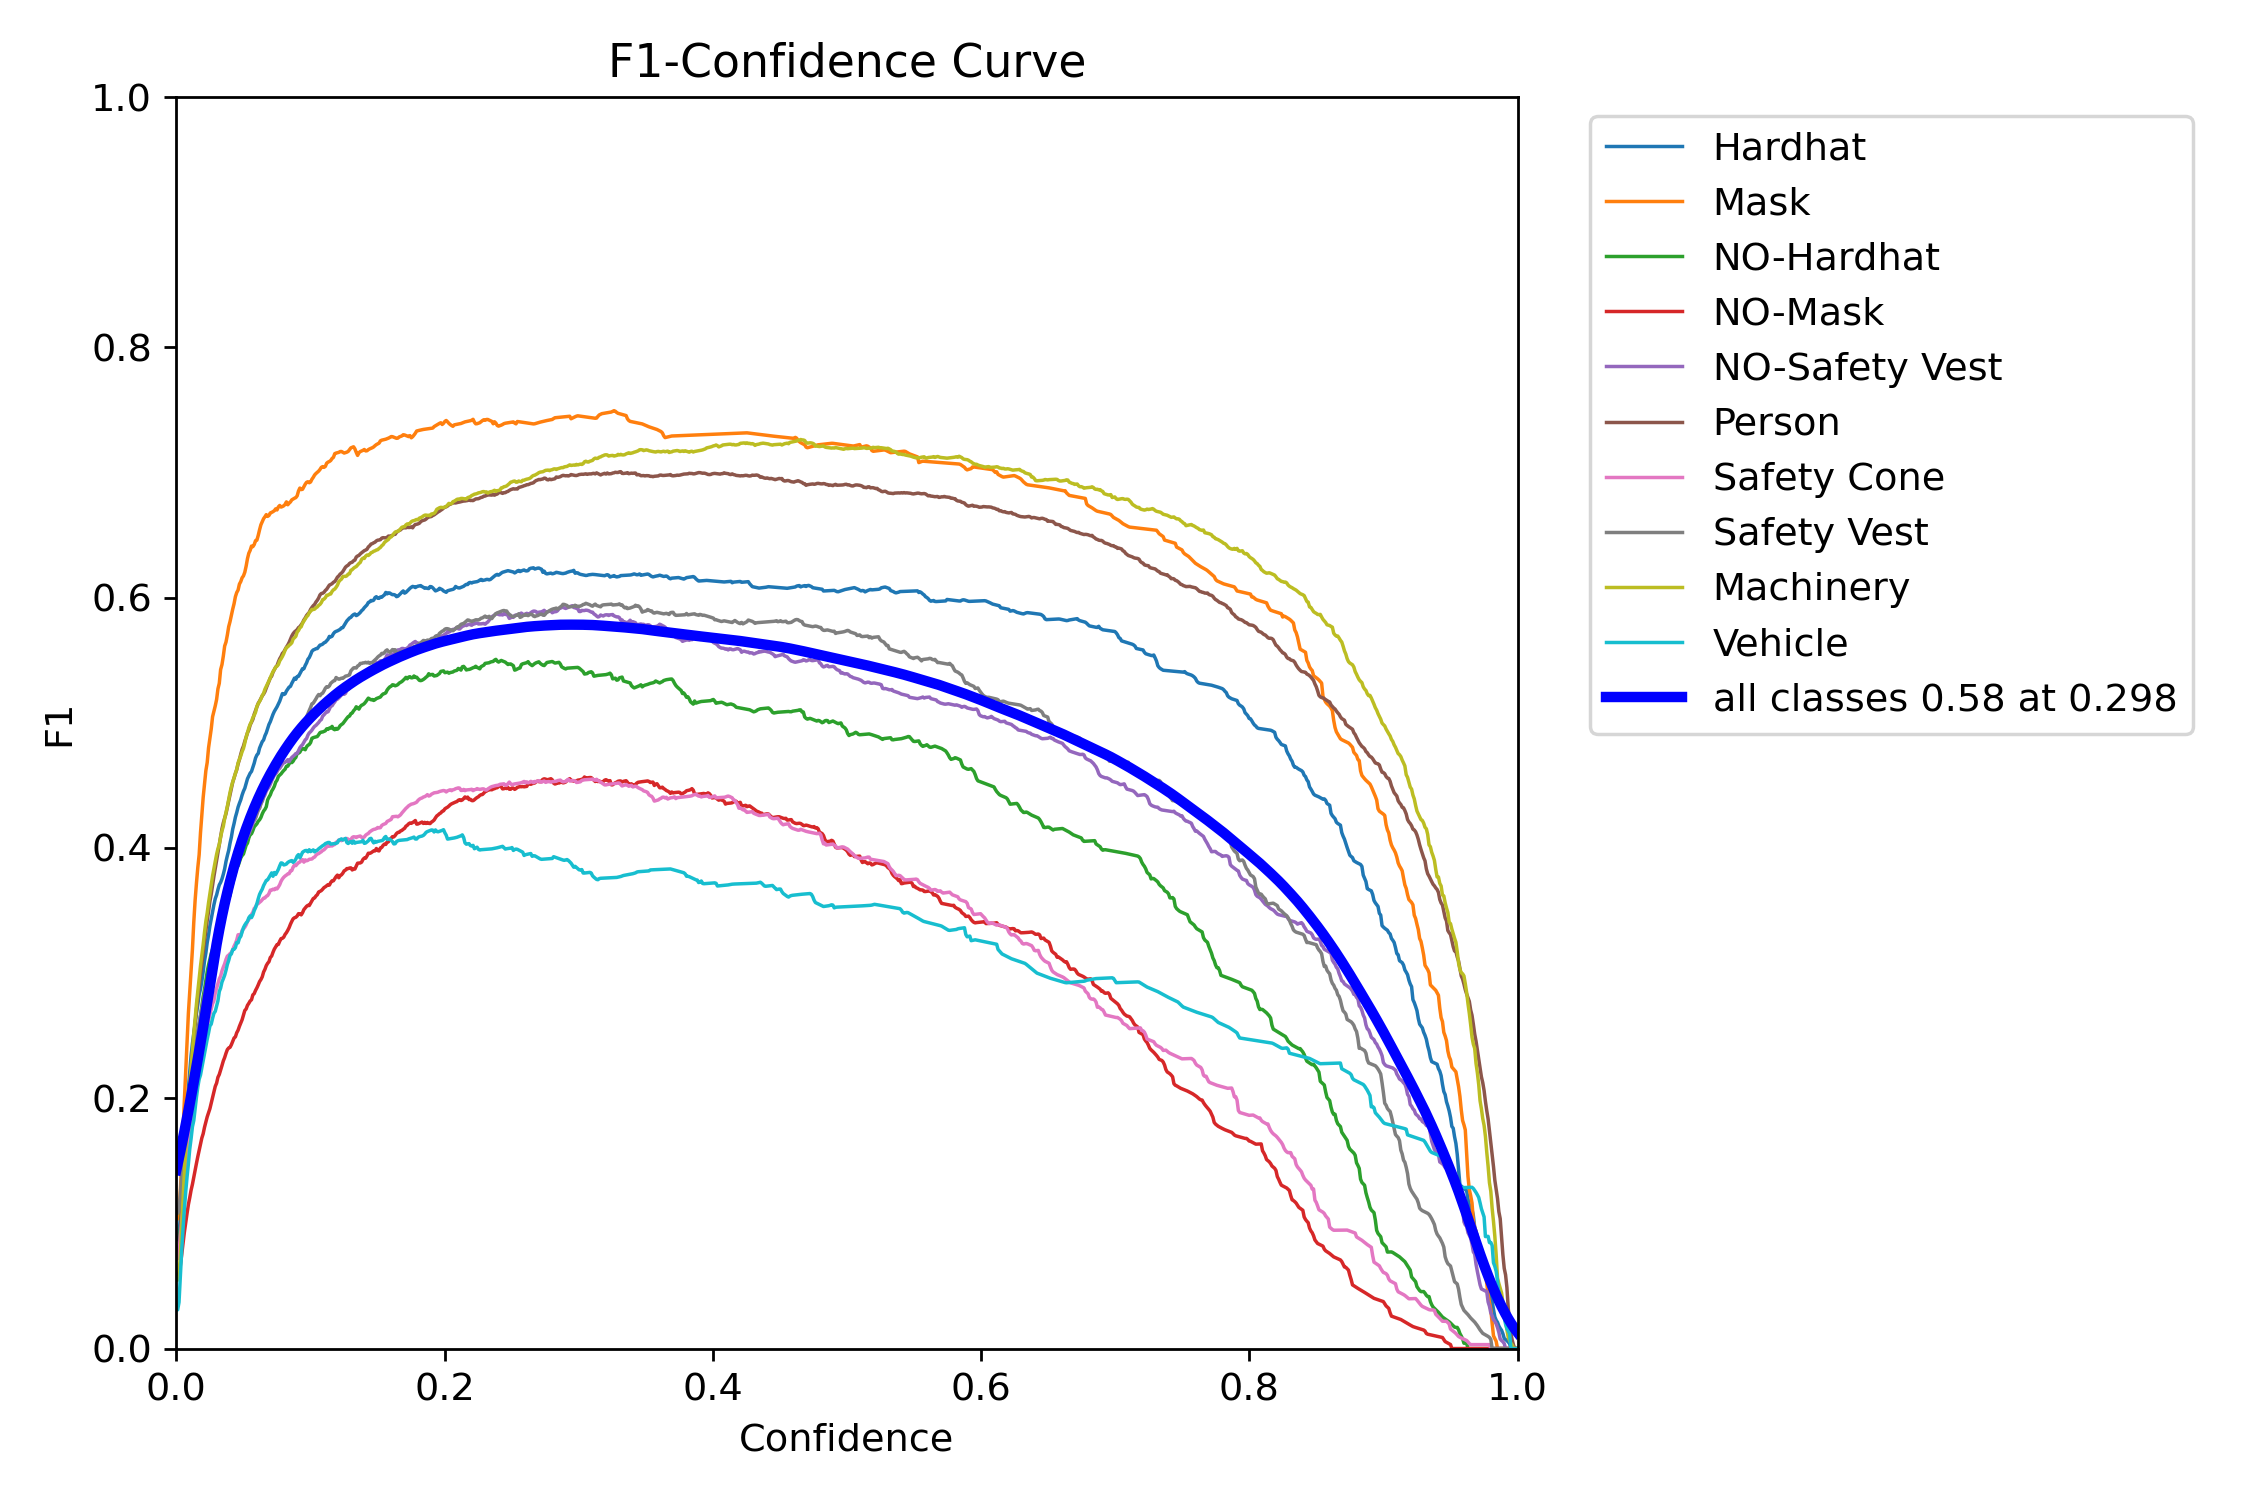 F1-Confidence Curve
1.0
0.8
0.6
0.4
0.2
0.0
F1
0.0 0.2 0.4 0.6 0.8 1.0
Confidence
Hardhat
Mask
NO-Hardhat
NO-Mask
NO-Safety Vest
Person
Safety Cone
Safety Vest
Machinery
Vehicle
all classes 0.58 at 0.298